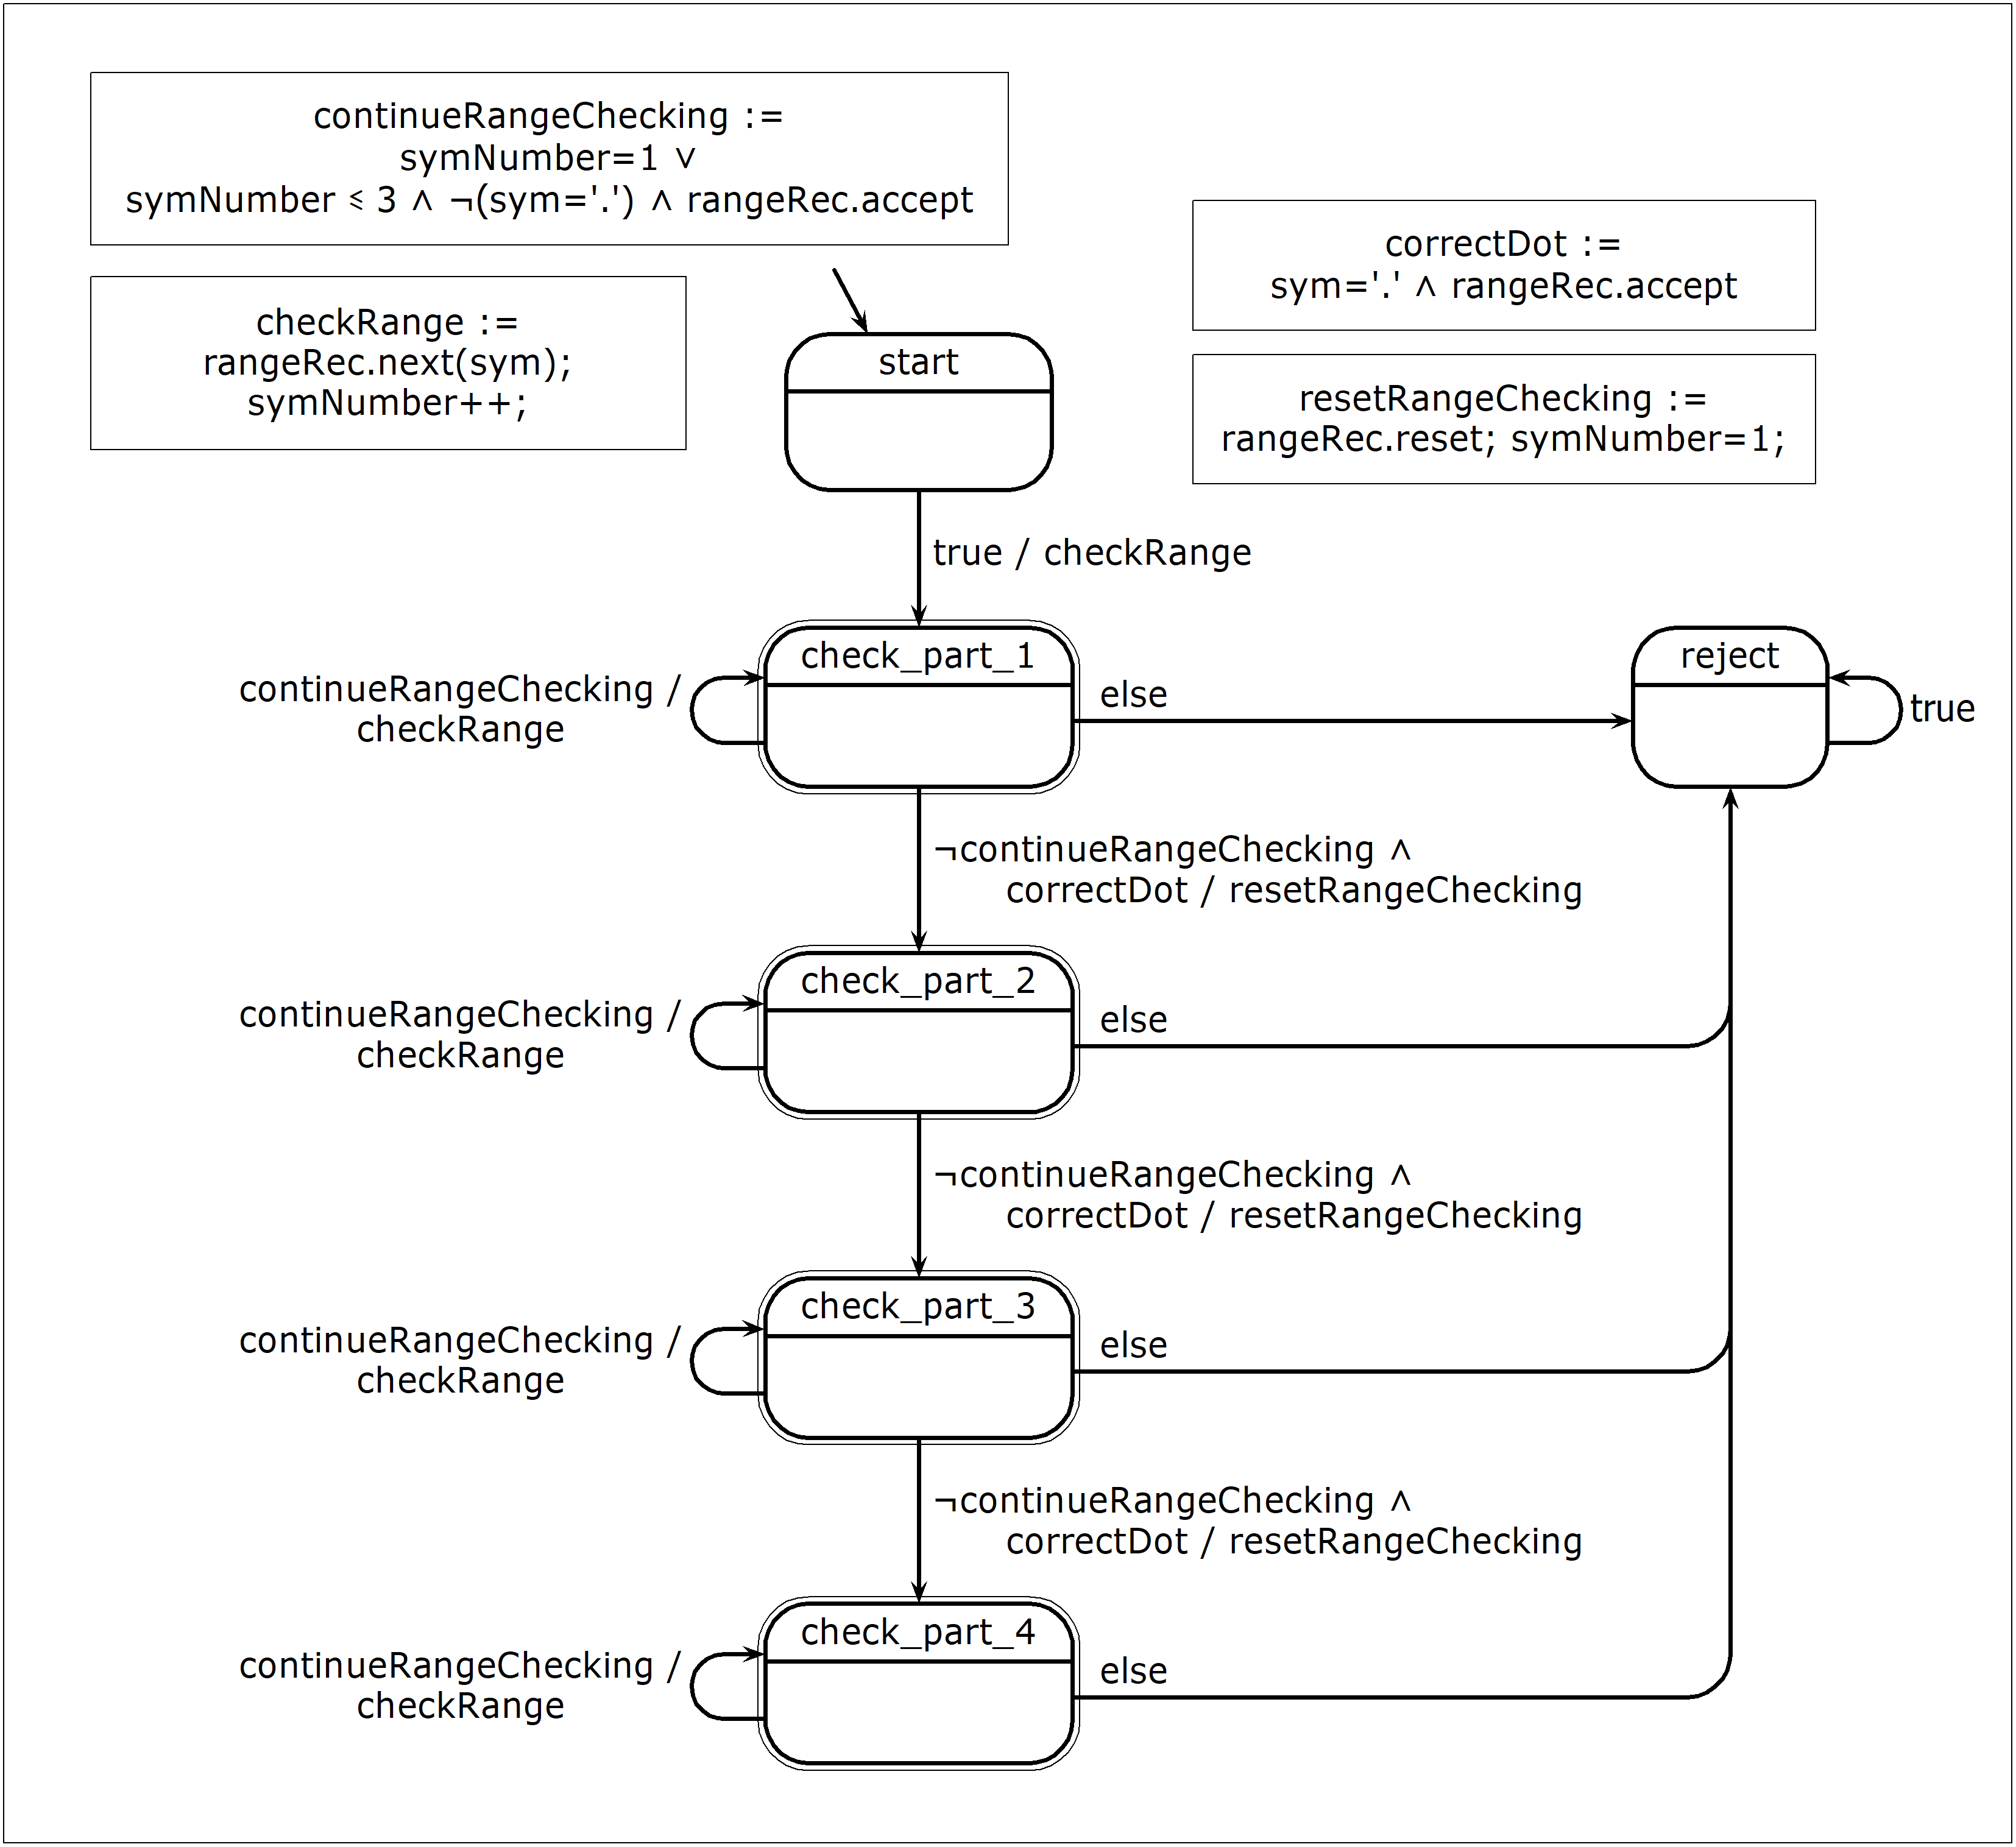 continueRangeChecking :=
symNumber=1 ∨
symNumber ⩽ 3 ∧ ¬(sym='.') ∧ rangeRec.accept
correctDot :=
sym='.' ∧ rangeRec.accept
checkRange :=
rangeRec.next(sym);
symNumber++;
resetRangeChecking :=
rangeRec.reset; symNumber=1;
start
true / checkRange
check_part_1
reject
continueRangeChecking /
checkRange
else
true
¬continueRangeChecking ∧
correctDot / resetRangeChecking
check_part_2
continueRangeChecking /
checkRange
else
¬continueRangeChecking ∧
correctDot / resetRangeChecking
check_part_3
continueRangeChecking /
checkRange
else
¬continueRangeChecking ∧
correctDot / resetRangeChecking
check_part_4
continueRangeChecking /
checkRange
else